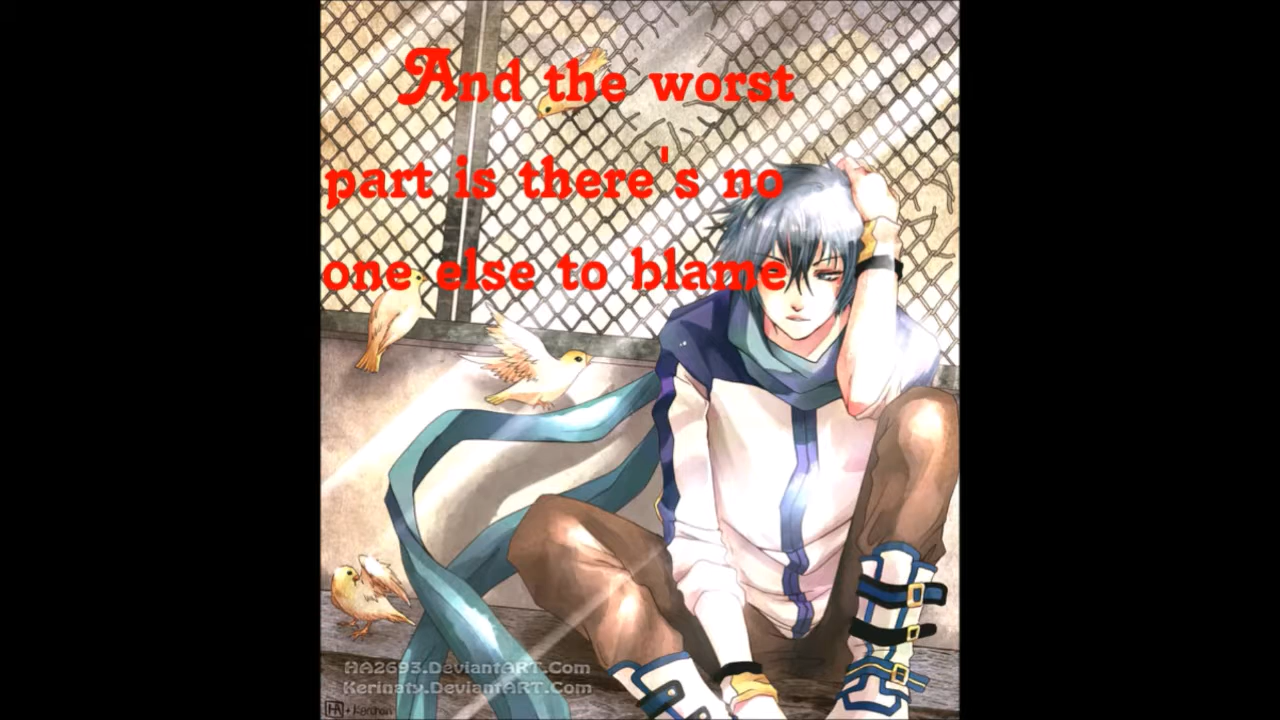 And the worst
part is there's no
one else to blame
HA2693.DeviantART.Com
Kerinaty.DeviantART.Com